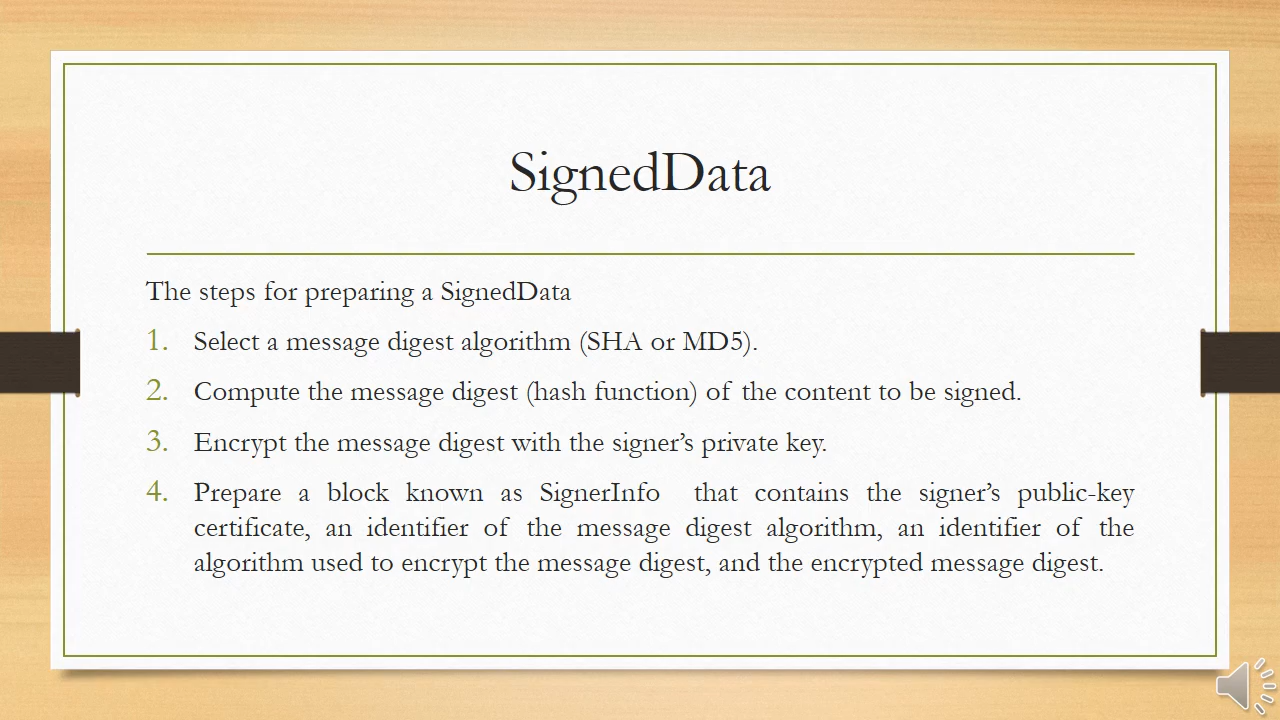 SignedData
The steps for preparing a SignedData
1. Select a message digest algorithm (SHA or MD5).
2. Compute the message digest (hash function) of the content to be signed.
3. Encrypt the message digest with the signer’s private key.
4. Prepare a block known as SignerInfo that contains the signer’s public-key
certificate, an identifier of the message digest algorithm, an identifier of the
algorithm used to encrypt the message digest, and the encrypted message digest.